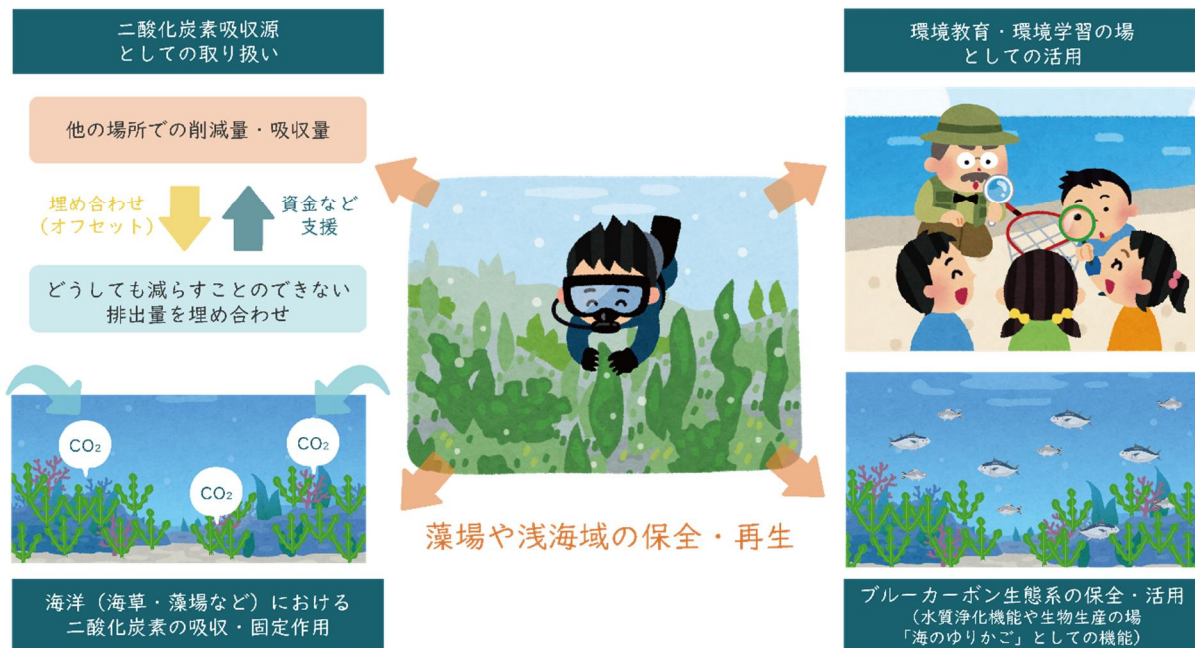 二酸化炭素吸収源
としての取り扱い
他の場所での削減量・吸収量
埋め合わせ
（オフセット）
資金など
支援
どうしても減らすことのできない
排出量を埋め合わせ
CO₂
CO₂
CO₂
海洋（海草・藻場など）における
二酸化炭素の吸収・固定作用
藻場や浅海域の保全・再生
環境教育・環境学習の場
としての活用
ブルーカーボン生態系の保全・活用
（水質浄化機能や生物生産の場
「海のゆりかご」としての機能）